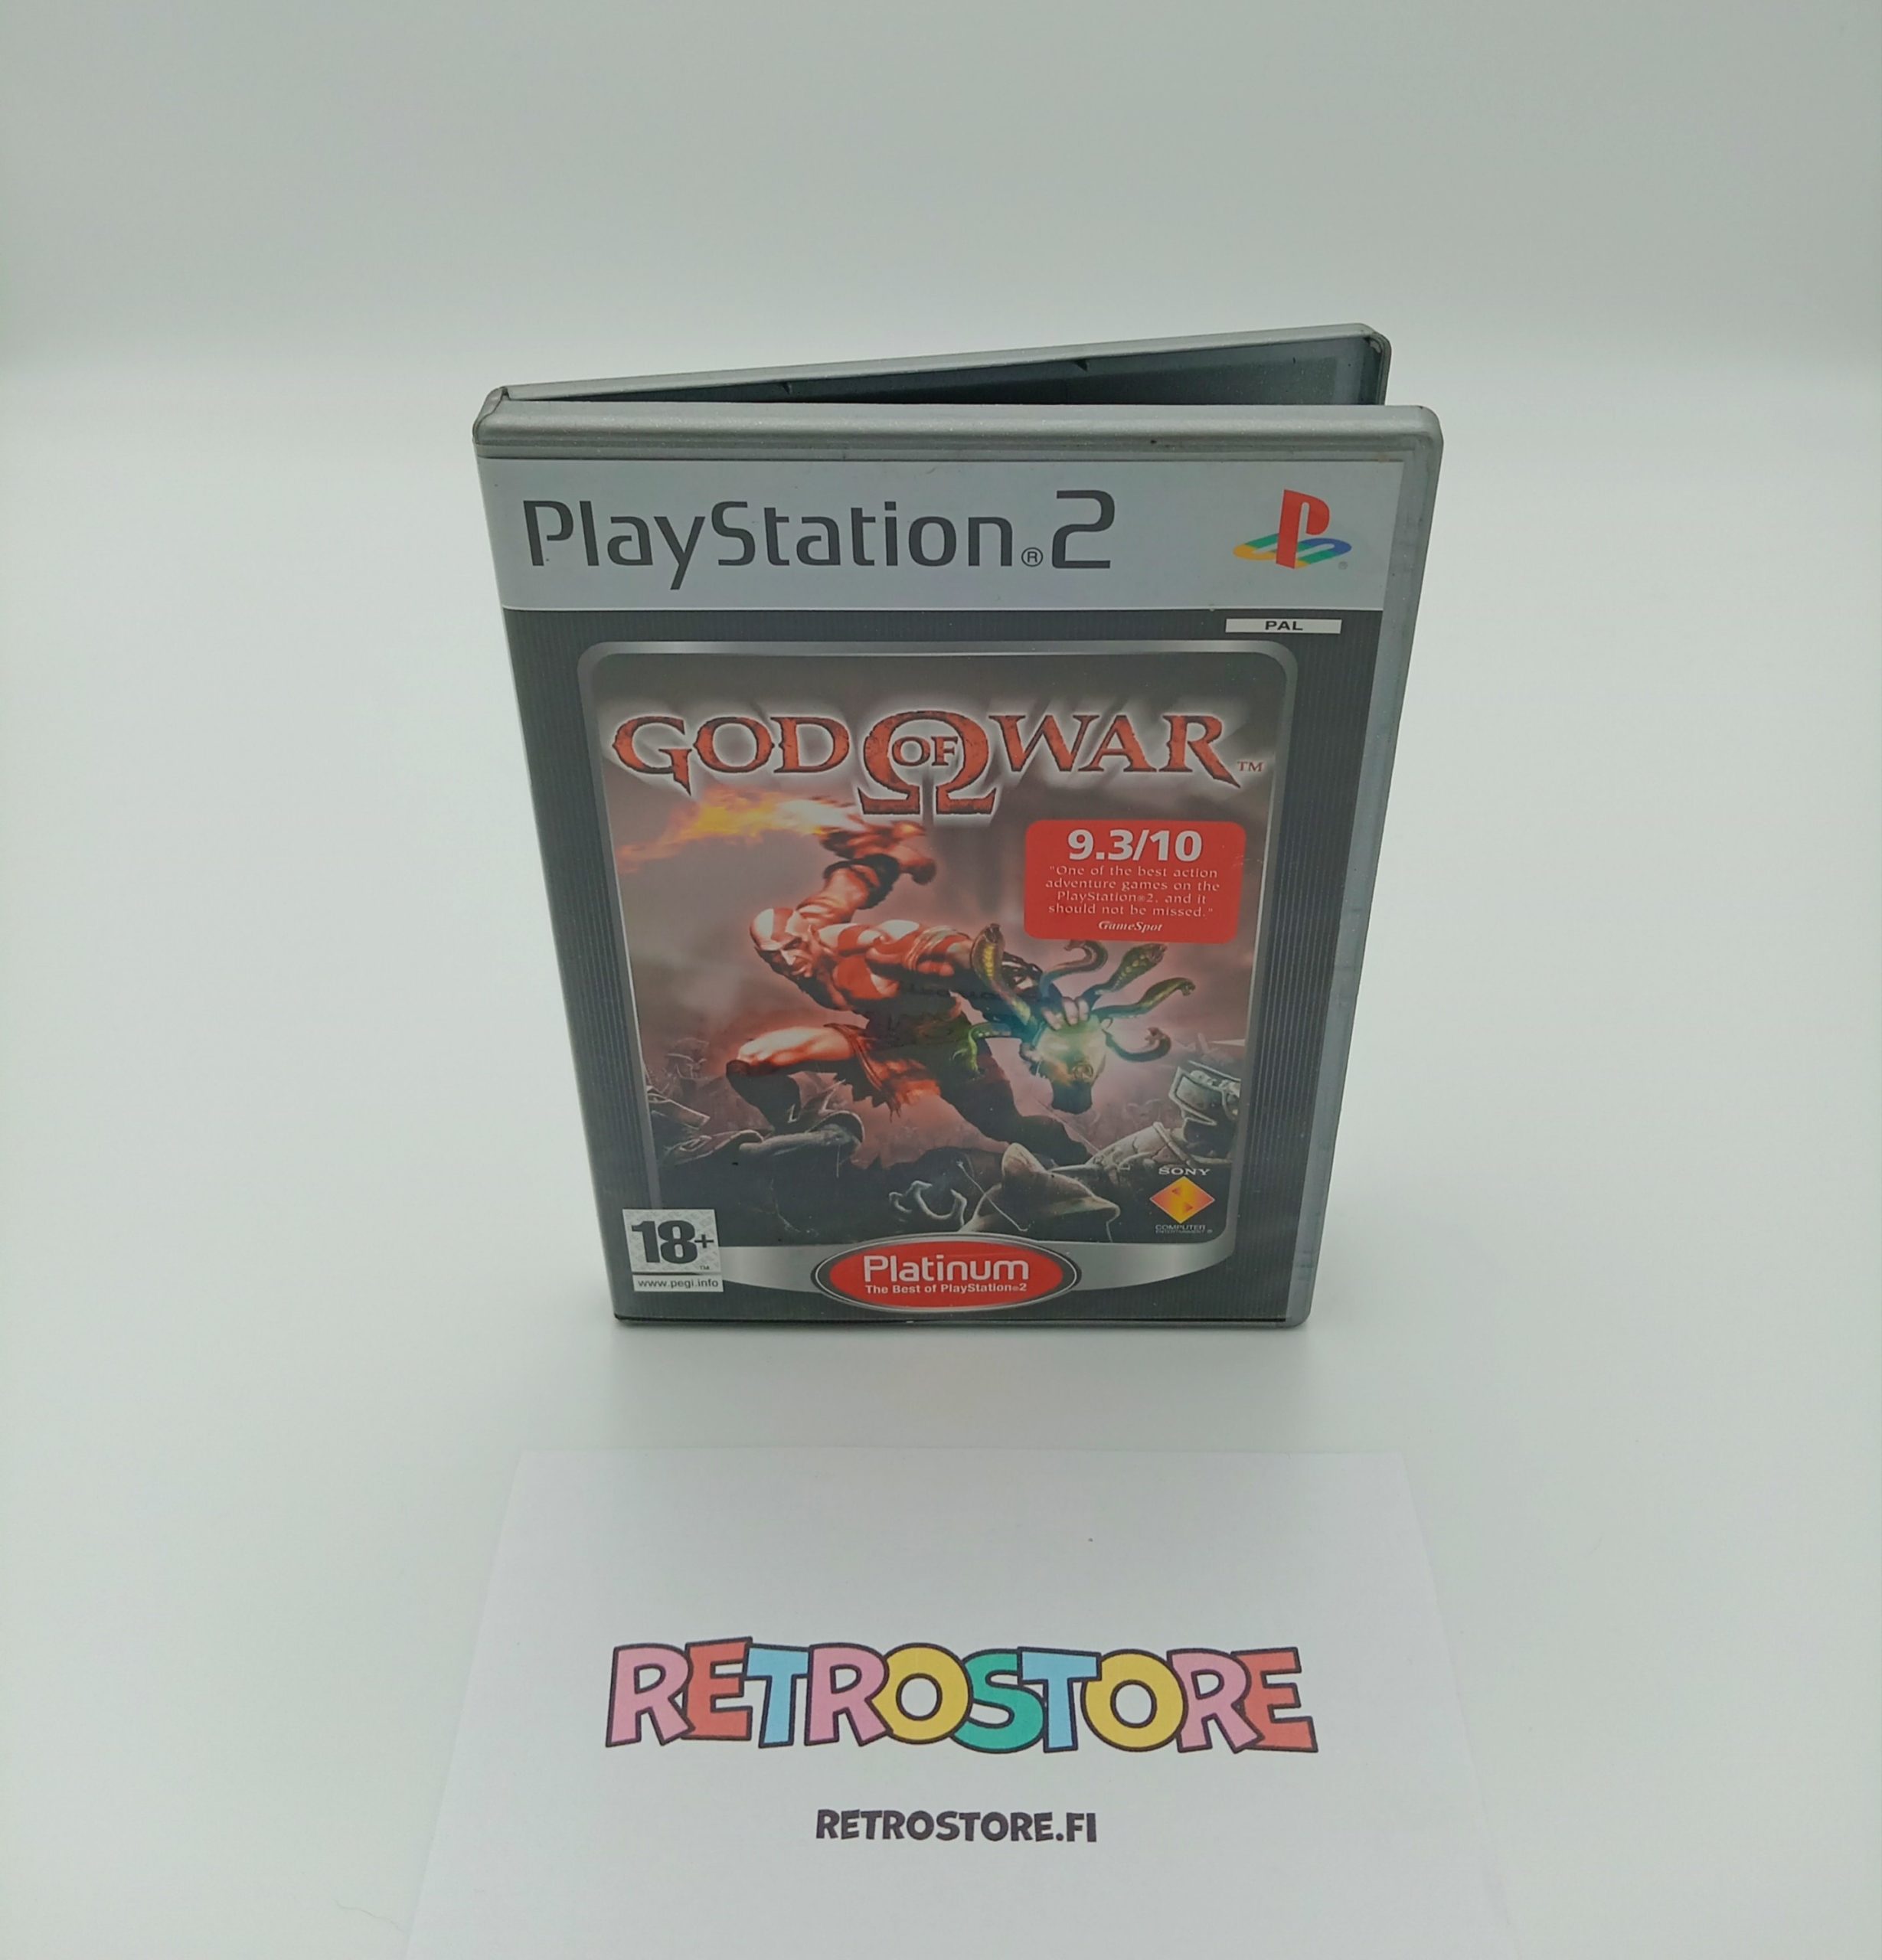 PlayStation®2
PAL
GOD OF WAR™
9.3/10
"One of the best action
adventure games on the
PlayStation®2, and it
should not be missed."
GameSpot
SONY
COMPUTER
ENTERTAINMENT®
18+
www.pegi.info
Platinum
The Best of PlayStation®2
RETROSTORE
RETROSTORE.FI